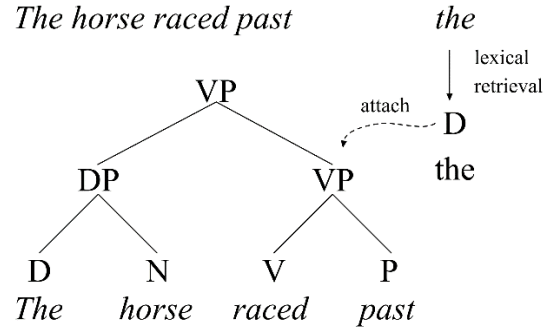 The horse raced past the
lexical
retrieval
VP
attach
D
the
DP VP
D N V P
The horse raced past